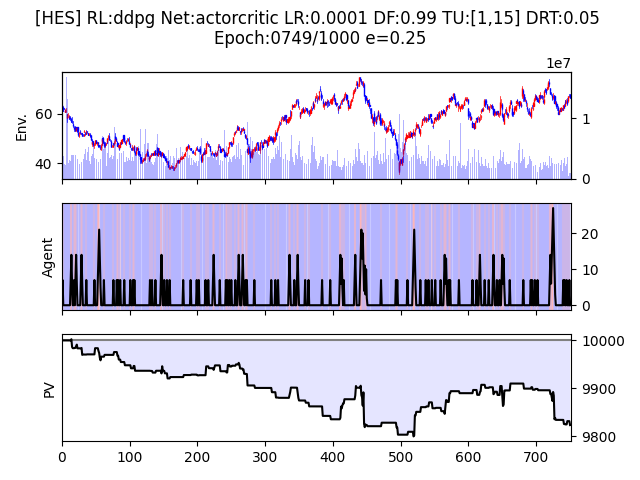 [HES] RL:ddpg Net:actorcritic LR:0.0001 DF:0.99 TU:[1,15] DRT:0.05
Epoch:0749/1000 e=0.25
1e7
Env.
60
40
1
0
Agent
20
10
0
PV
10000
9900
9800
0 100 200 300 400 500 600 700